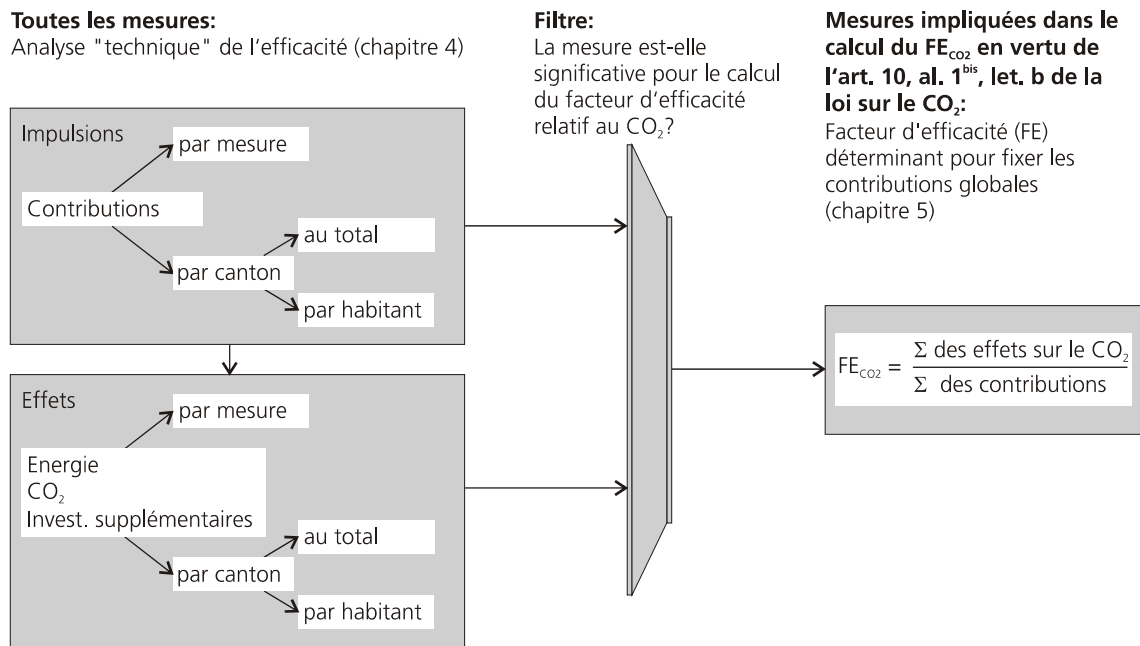 Toutes les mesures:
Analyse "technique" de l'efficacité (chapitre 4)
Impulsions
par mesure
Contributions
au total
par canton
par habitant
Effets
par mesure
Energie
CO₂
Invest. supplémentaires
au total
par canton
par habitant
Filtre:
La mesure est-elle
significative pour le calcul
du facteur d'efficacité
relatif au CO₂?
Mesures impliquées dans le
calcul du FE_CO2 en vertu de
l'art. 10, al. 1^bis, let. b de la
loi sur le CO₂:
Facteur d'efficacité (FE)
déterminant pour fixer les
contributions globales
(chapitre 5)
FE_CO2 = Σ des effets sur le CO₂
Σ des contributions